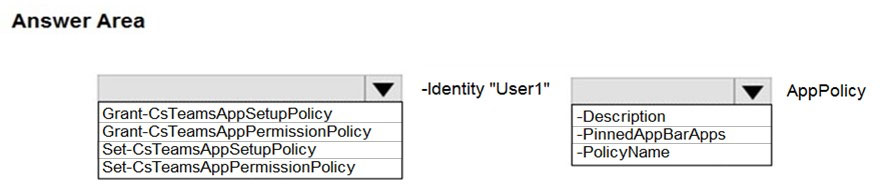 Answer Area
-Identity "User1" AppPolicy
Grant-CsTeamsAppSetupPolicy
Grant-CsTeamsAppPermissionPolicy
Set-CsTeamsAppSetupPolicy
Set-CsTeamsAppPermissionPolicy
-Description
-PinnedAppBarApps
-PolicyName